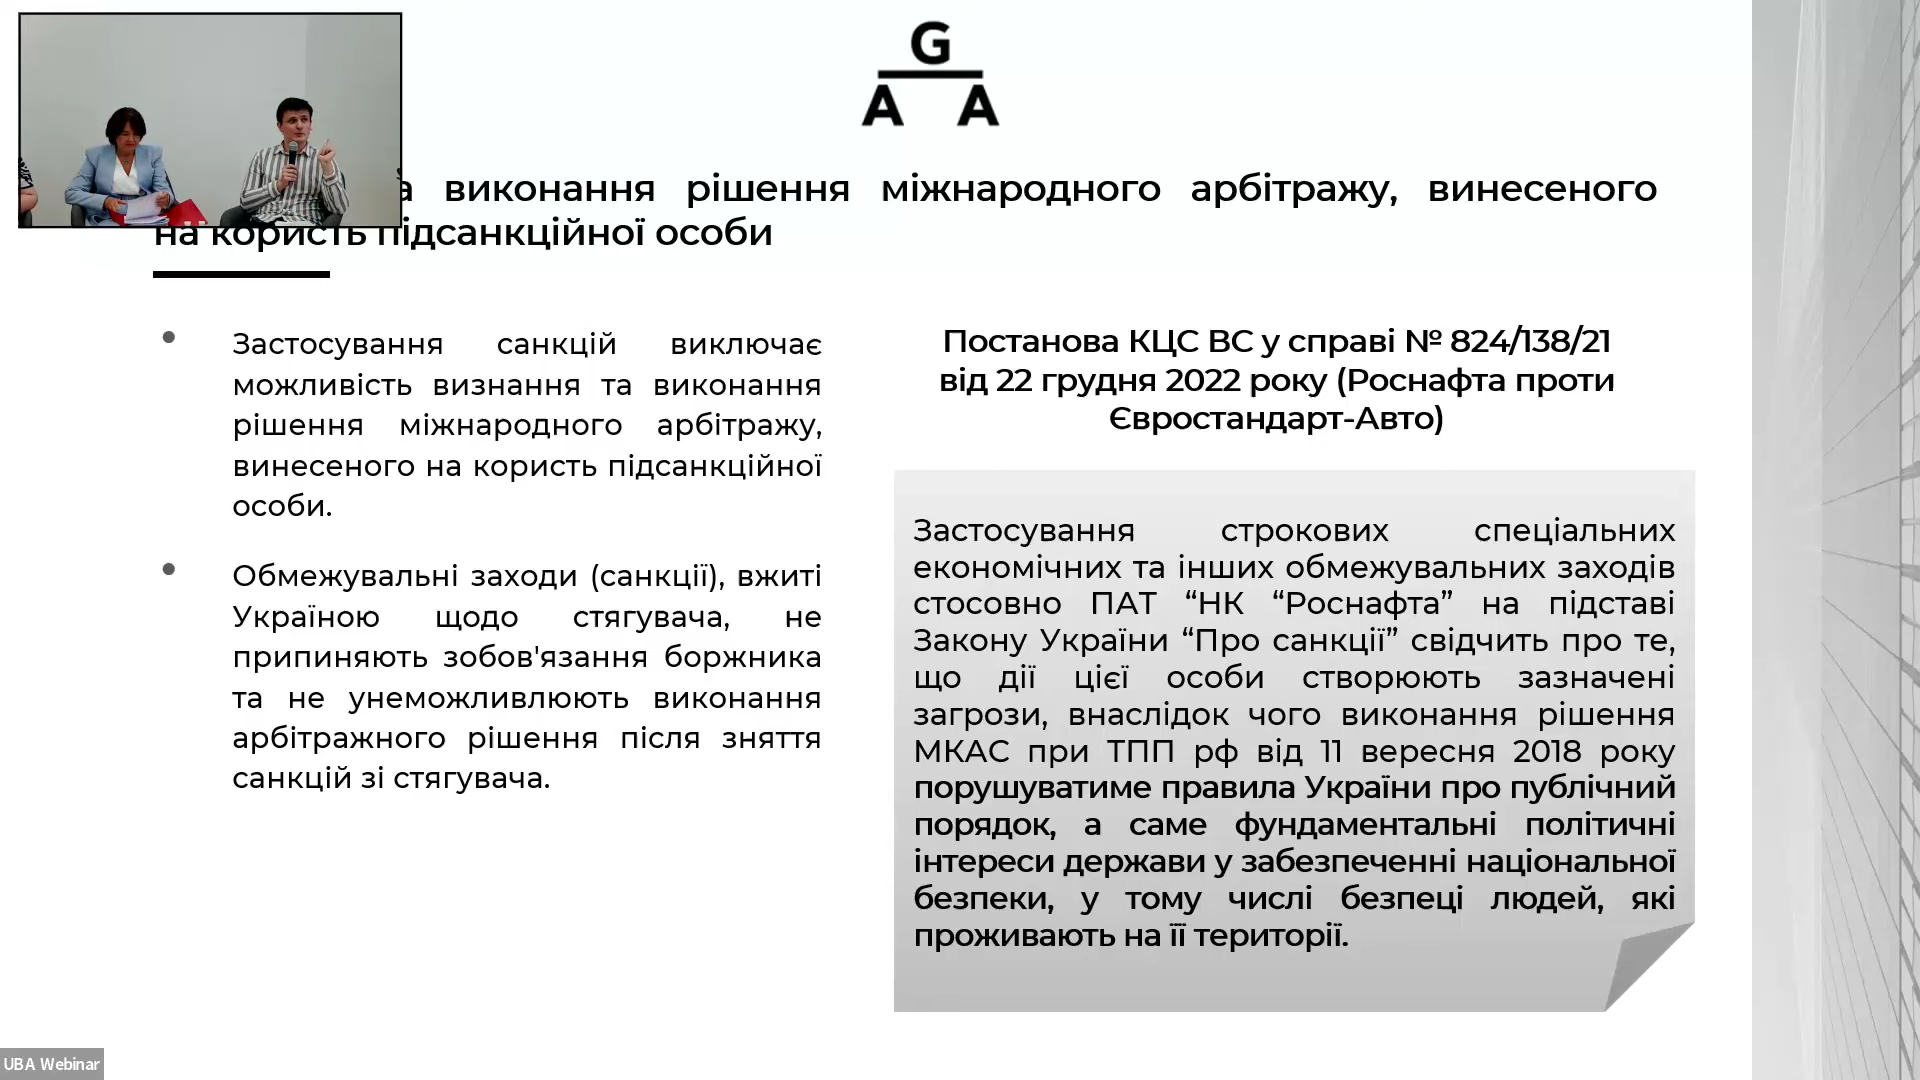 G
A A
виконання рішення міжнародного арбітражу, винесеного
на користь підсанкційної особи
Застосування санкцій виключає
можливість визнання та виконання
рішення міжнародного арбітражу,
винесеного на користь підсанкційної
особи.
Обмежувальні заходи (санкції), вжиті
Україною щодо стягувача, не
припиняють зобов'язання боржника
та не унеможливлюють виконання
арбітражного рішення після зняття
санкцій зі стягувача.
Постанова КЦС ВС у справі № 824/138/21
від 22 грудня 2022 року (Роснафта проти
Євростандарт-Авто)
Застосування строкових спеціальних
економічних та інших обмежувальних заходів
стосовно ПАТ “НК “Роснафта” на підставі
Закону України “Про санкції” свідчить про те,
що дії цієї особи створюють зазначені
загрози, внаслідок чого виконання рішення
МКАС при ТПП рф від 11 вересня 2018 року
порушуватиме правила України про публічний
порядок, а саме фундаментальні політичні
інтереси держави у забезпеченні національної
безпеки, у тому числі безпеці людей, які
проживають на її території.
UBA Webinar